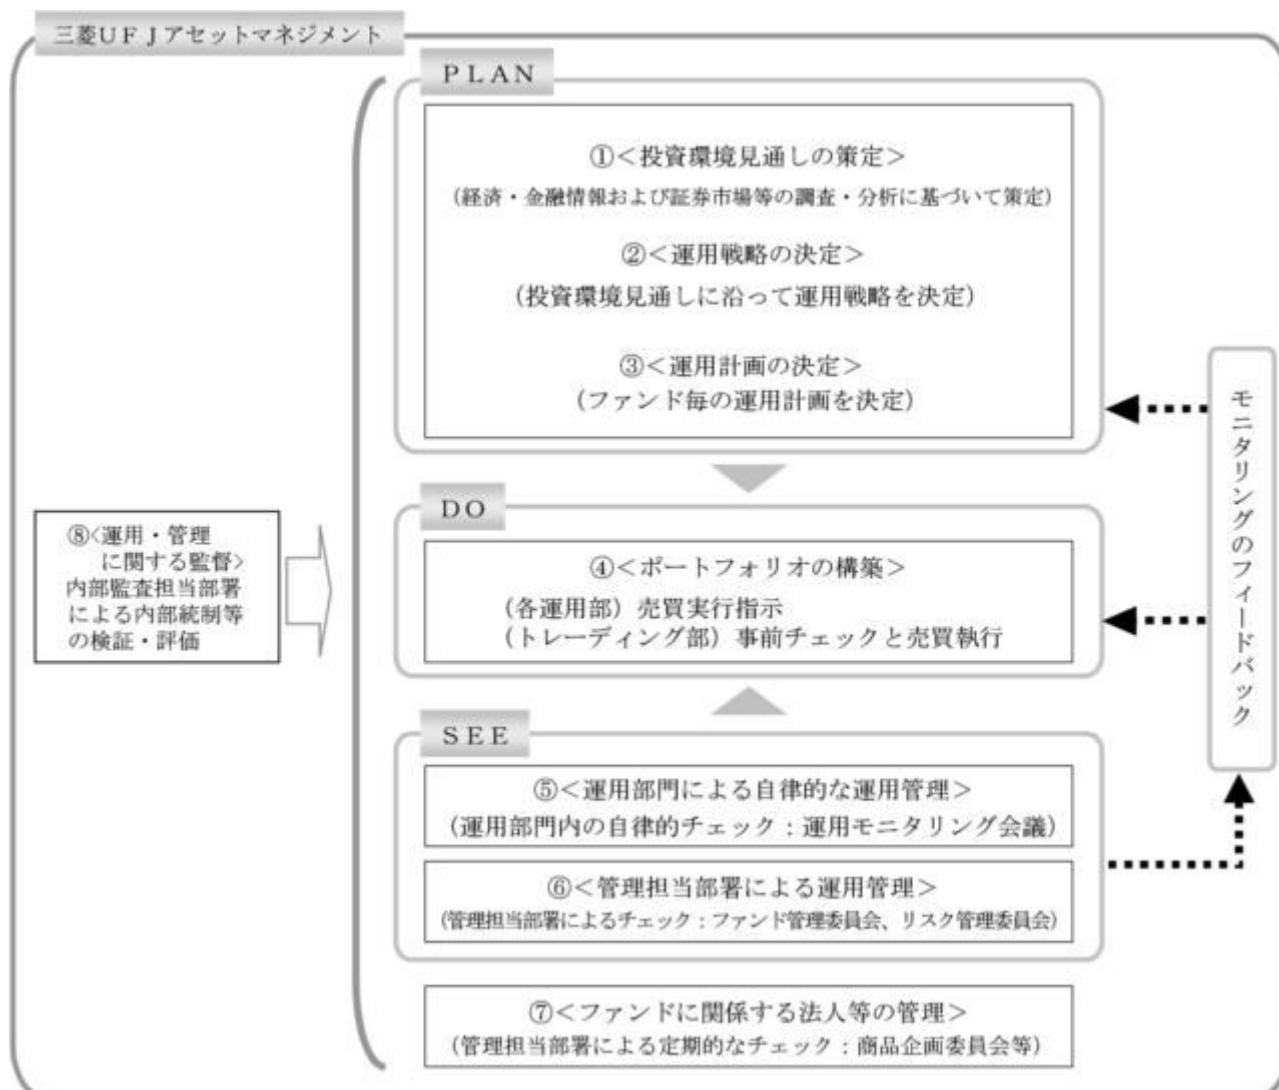 三菱UFJアセットマネジメント
PLAN
①<投資環境見通しの策定>
(経済・金融情報および証券市場等の調査・分析に基づいて策定)
②<運用戦略の決定>
(投資環境見通しに沿って運用戦略を決定)
③<運用計画の決定>
(ファンド毎の運用計画を決定)
DO
④<ポートフォリオの構築>
(各運用部)売買実行指示
(トレーディング部)事前チェックと売買執行
SEE
⑤<運用部門による自律的な運用管理>
(運用部門内の自律的チェック:運用モニタリング会議)
⑥<管理担当部署による運用管理>
(管理担当部署によるチェック:ファンド管理委員会、リスク管理委員会)
⑦<ファンドに関係する法人等の管理>
(管理担当部署による定期的なチェック:商品企画委員会等)
⑧<運用・管理
に関する監督>
内部監査担当部署
による内部統制等
の検証・評価
モニタリングのフィードバック